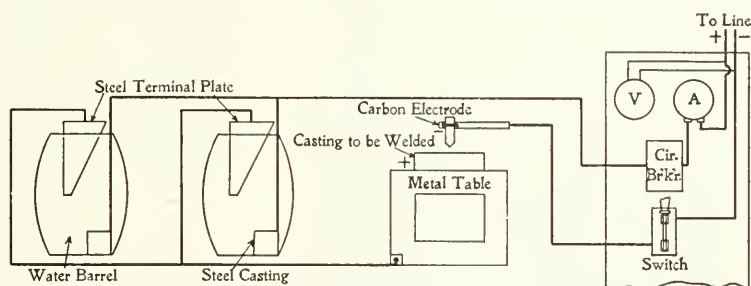 To Line
+ −
V
A
Steel Terminal Plate
Carbon Electrode
−
Casting to be Welded
+
Cir.
Brk'r.
Metal Table
Water Barrel
Steel Casting
Switch